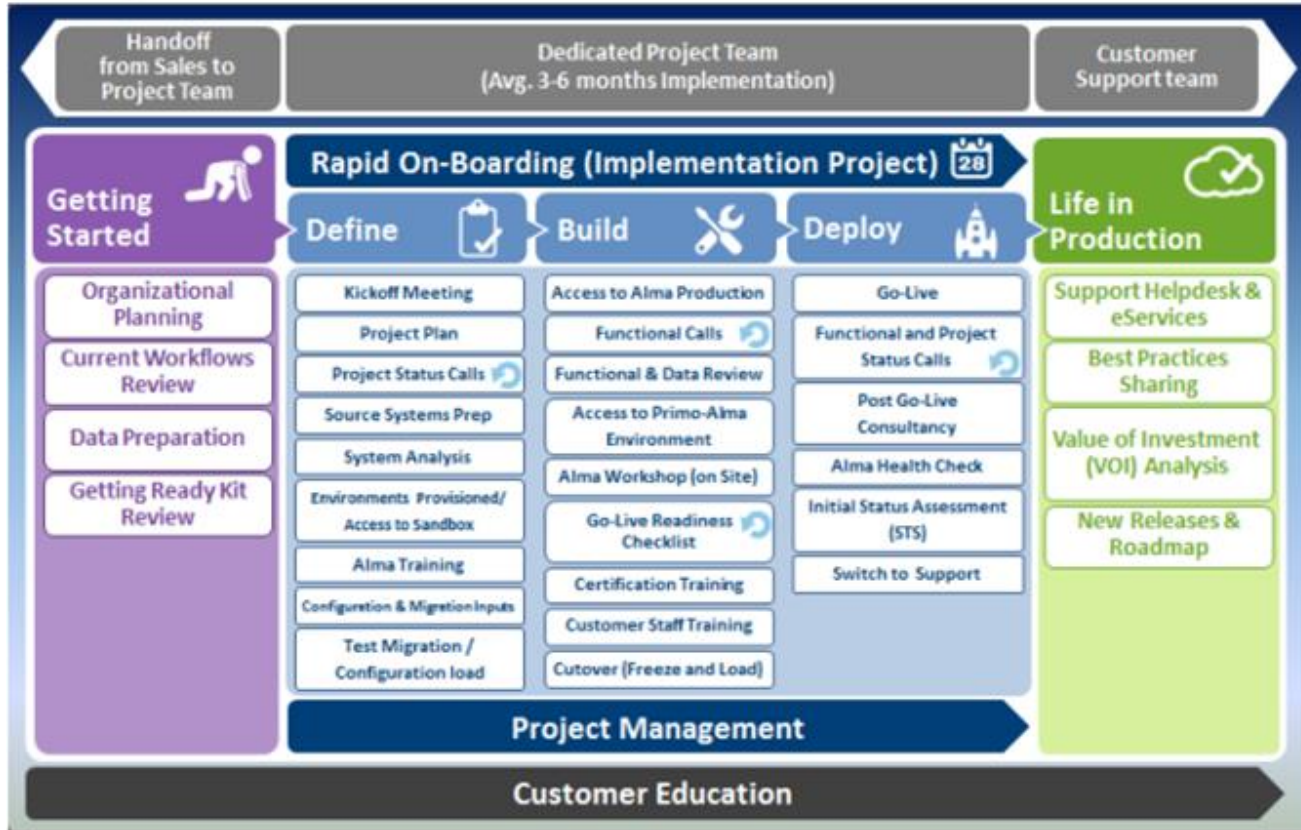 Handoff
from Sales to
Project Team
Dedicated Project Team
(Avg. 3-6 months Implementation)
Customer
Support team
Getting
Started
Rapid On-Boarding (Implementation Project)
28
Define
Build
Deploy
Life in
Production
Organizational
Planning
Current Workflows
Review
Data Preparation
Getting Ready Kit
Review
Kickoff Meeting
Project Plan
Project Status Calls
Source Systems Prep
System Analysis
Environments Provisioned/
Access to Sandbox
Alma Training
Configuration & Migration Inputs
Test Migration /
Configuration load
Access to Alma Production
Functional Calls
Functional & Data Review
Access to Primo-Alma
Environment
Alma Workshop (on Site)
Go-Live Readiness
Checklist
Certification Training
Customer Staff Training
Cutover (Freeze and Load)
Go-Live
Functional and Project
Status Calls
Post Go-Live
Consultancy
Alma Health Check
Initial Status Assessment
(STS)
Switch to Support
Support Helpdesk &
eServices
Best Practices
Sharing
Value of Investment
(VOI) Analysis
New Releases &
Roadmap
Project Management
Customer Education